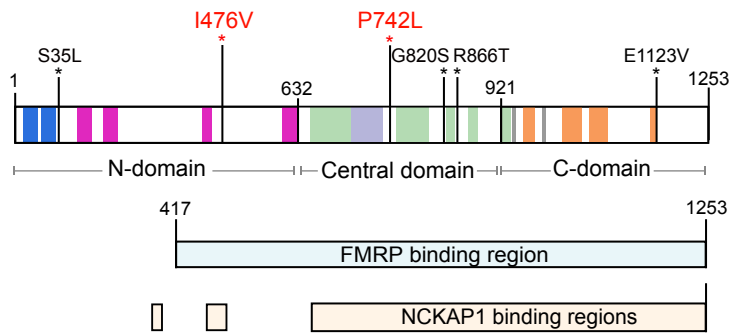 I476V
*
P742L
*
S35L
*
G820S
*
R866T
*
E1123V
*
1
632
921
1253
N-domain
Central domain
C-domain
417
1253
FMRP binding region
NCKAP1 binding regions